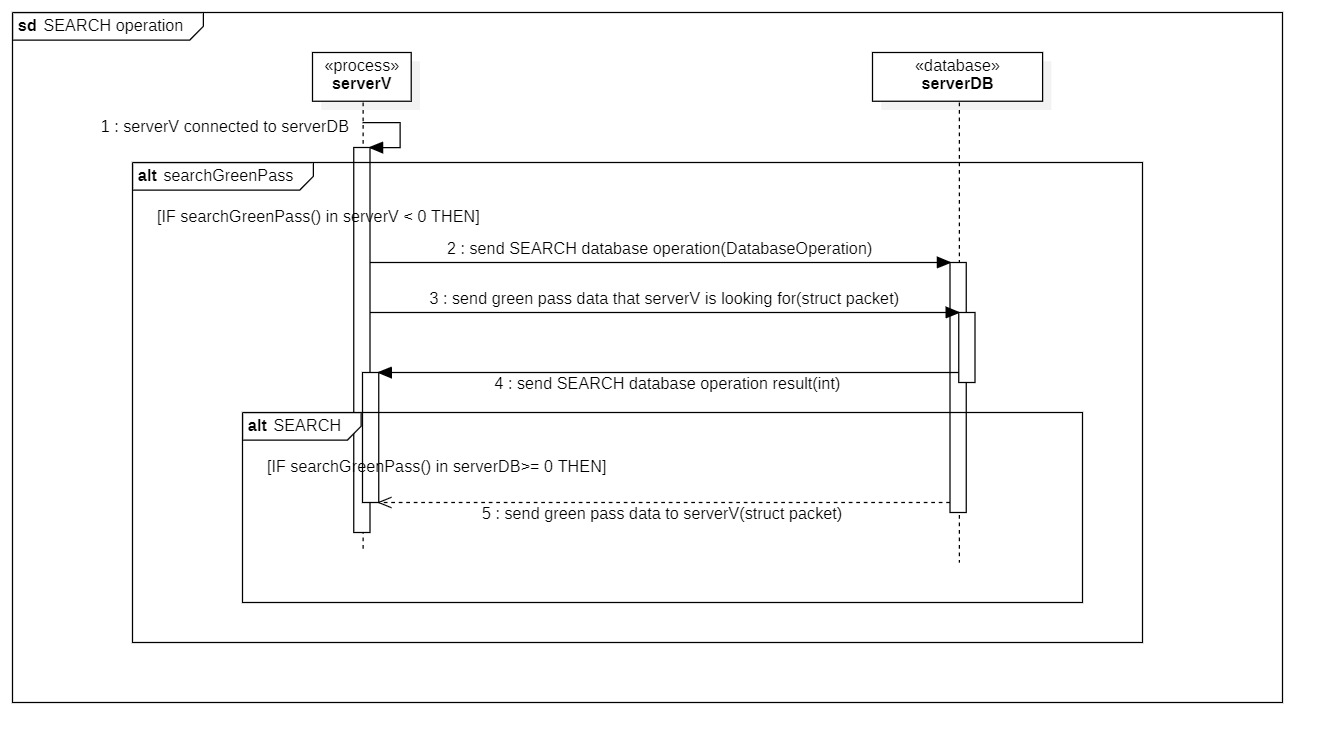 sd SEARCH operation
«process»
serverV
«database»
serverDB
1 : serverV connected to serverDB
alt searchGreenPass
[IF searchGreenPass() in serverV < 0 THEN]
2 : send SEARCH database operation(DatabaseOperation)
3 : send green pass data that serverV is looking for(struct packet)
4 : send SEARCH database operation result(int)
alt SEARCH
[IF searchGreenPass() in serverDB>= 0 THEN]
5 : send green pass data to serverV(struct packet)